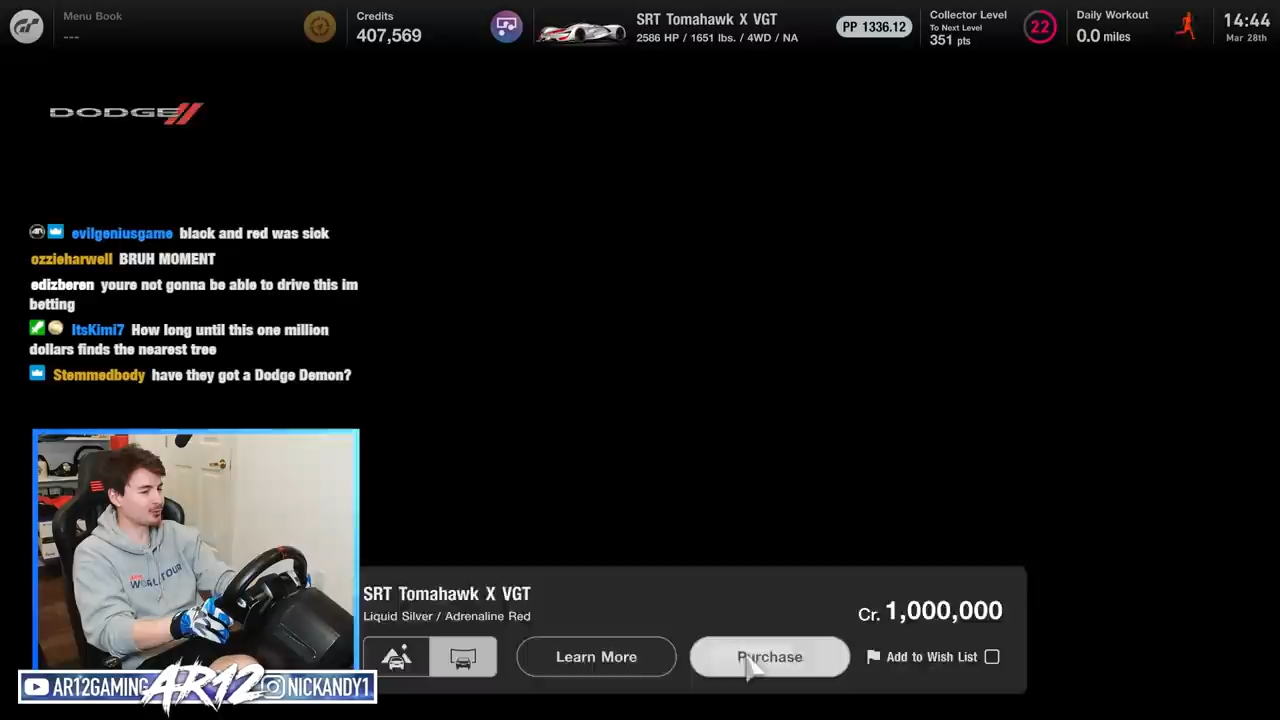 Menu Book
---
Credits
407,569
SRT Tomahawk X VGT
2586 HP / 1651 lbs. / 4WD / NA
PP 1336.12
Collector Level
To Next Level
351 pts
22
Daily Workout
0.0 miles
14:44
Mar 28th
DODGE
evilgeniusgame black and red was sick
ozzieharwell BRUH MOMENT
edizberen youre not gonna be able to drive this im
betting
ItsKimi7 How long until this one million
dollars finds the nearest tree
Stemmedbody have they got a Dodge Demon?
WORLD TOUR
SRT Tomahawk X VGT
Liquid Silver / Adrenaline Red
Cr. 1,000,000
Learn More
Purchase
Add to Wish List
AR12GAMING
AR12
NICKANDY1